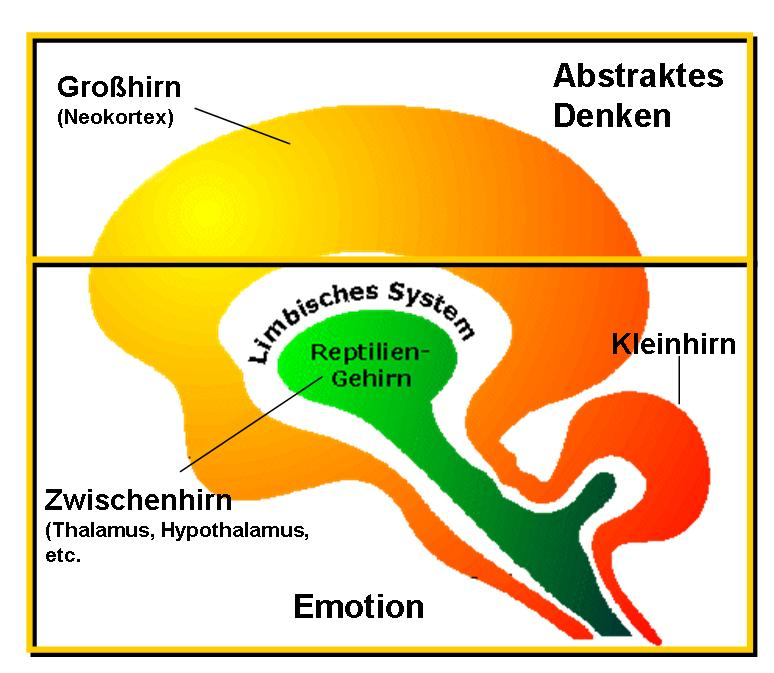 Großhirn
(Neokortex)
Abstraktes
Denken
Limbisches System
Reptilien-
Gehirn
Kleinhirn
Zwischenhirn
(Thalamus, Hypothalamus,
etc.
Emotion